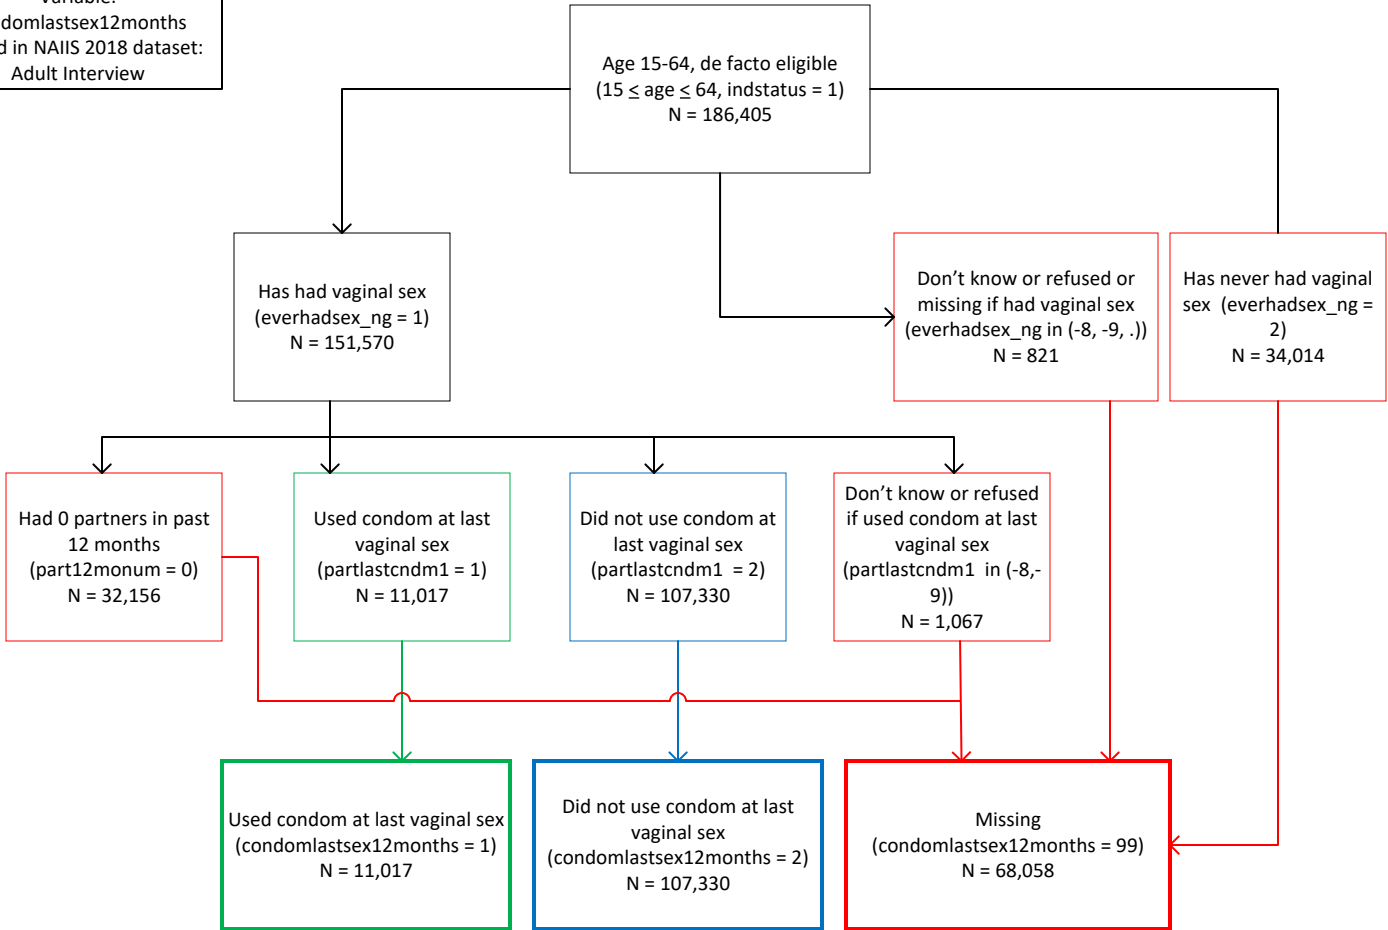 variable:
domlastsex12months
d in NAIIS 2018 dataset:
Adult Interview
Age 15-64, de facto eligible
(15 < age < 64, indstatus = 1)
N = 186,405
Has had vaginal sex
(everhadsex_ng = 1)
N = 151,570
Don’t know or refused or
missing if had vaginal sex
(everhadsex_ng in (-8, -9, .))
N = 821
Has never had vaginal
sex (everhadsex_ng =
2)
N = 34,014
Had 0 partners in past
12 months
(part12monum = 0)
N = 32,156
Used condom at last
vaginal sex
(partlastcndm1 = 1)
N = 11,017
Did not use condom at
last vaginal sex
(partlastcndm1 = 2)
N = 107,330
Don’t know or refused
if used condom at last
vaginal sex
(partlastcndm1 in (-8,-
9))
N = 1,067
Used condom at last vaginal sex
(condomlastsex12months = 1)
N = 11,017
Did not use condom at last
vaginal sex
(condomlastsex12months = 2)
N = 107,330
Missing
(condomlastsex12months = 99)
N = 68,058